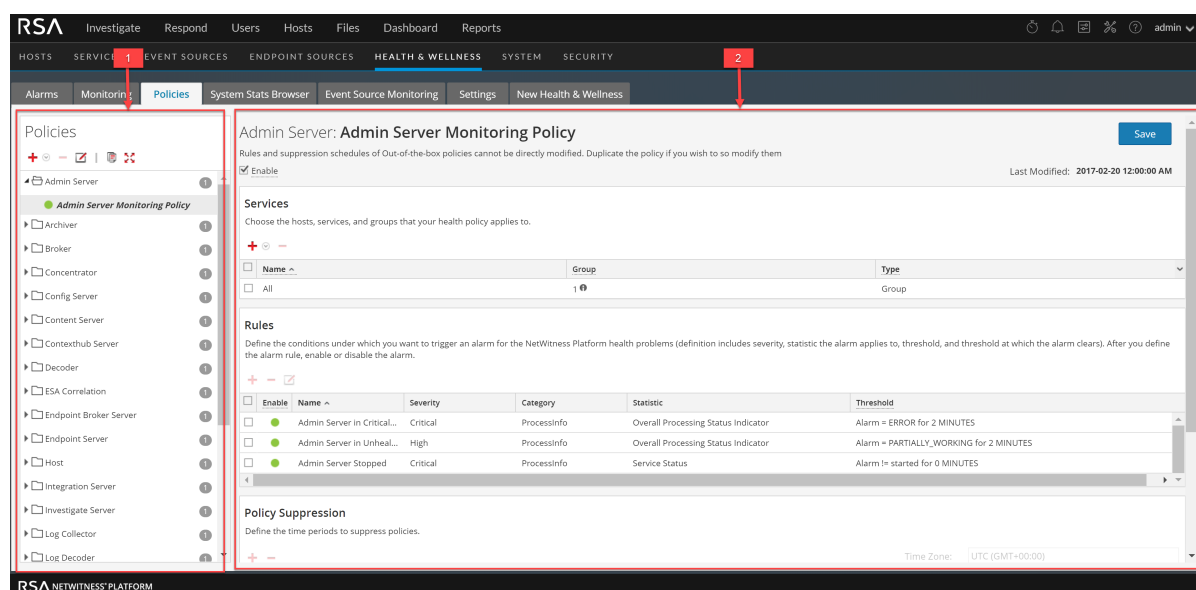 RSA Investigate Respond Users Hosts Files Dashboard Reports admin
HOSTS SERVIC 1 EVENT SOURCES ENDPOINT SOURCES HEALTH & WELLNESS SYSTEM SECURITY 2
Alarms Monitoring Policies System Stats Browser Event Source Monitoring Settings New Health & Wellness
Policies
Admin Server 1
Admin Server Monitoring Policy
Archiver 1
Broker 1
Concentrator 1
Config Server 1
Content Server 1
Contexthub Server 1
Decoder 1
ESA Correlation 1
Endpoint Broker Server 1
Endpoint Server 1
Host 1
Integration Server 1
Investigate Server 1
Log Collector 1
Log Decoder 1
Admin Server: Admin Server Monitoring Policy
Save
Rules and suppression schedules of Out-of-the-box policies cannot be directly modified. Duplicate the policy if you wish to so modify them
Enable
Last Modified: 2017-02-20 12:00:00 AM
Services
Choose the hosts, services, and groups that your health policy applies to.
Name Group Type
All 1 Group
Rules
Define the conditions under which you want to trigger an alarm for the NetWitness Platform health problems (definition includes severity, statistic the alarm applies to, threshold, and threshold at which the alarm clears). After you define
the alarm rule, enable or disable the alarm.
Enable Name Severity Category Statistic Threshold
Admin Server in Critical... Critical ProcessInfo Overall Processing Status Indicator Alarm = ERROR for 2 MINUTES
Admin Server in Unheal... High ProcessInfo Overall Processing Status Indicator Alarm = PARTIALLY_WORKING for 2 MINUTES
Admin Server Stopped Critical ProcessInfo Service Status Alarm != started for 0 MINUTES
Policy Suppression
Define the time periods to suppress policies.
Time Zone: UTC (GMT+00:00)
RSA NETWITNESS® PLATFORM